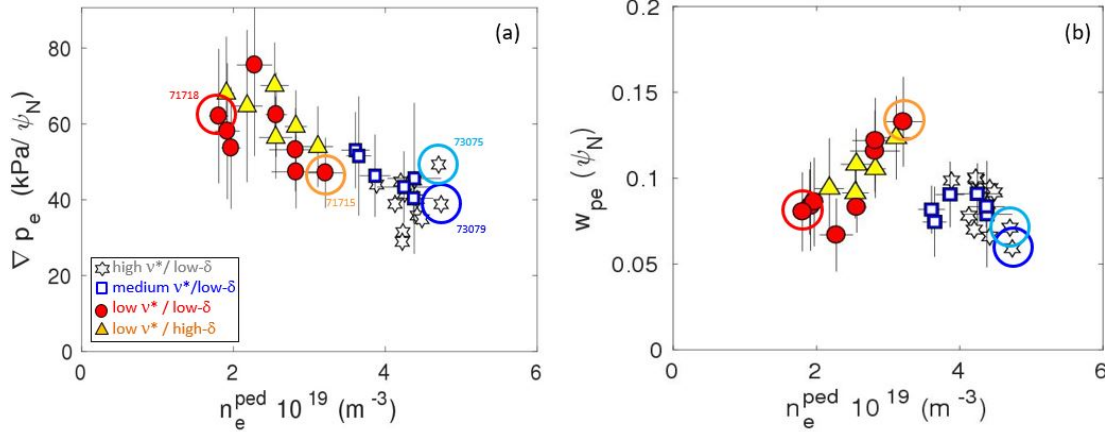 (a)
80
60
40
20
0
0
2
4
6
∇ p_e (kPa/ ψ_N)
n_e^ped 10^19 (m^-3)
71718
73075
71715
73079
high ν*/low-δ
medium ν*/low-δ
low ν* / low-δ
low ν* / high-δ
(b)
0.2
0.15
0.1
0.05
0
0
2
4
6
w_pe (ψ_N)
n_e^ped 10^19 (m^-3)